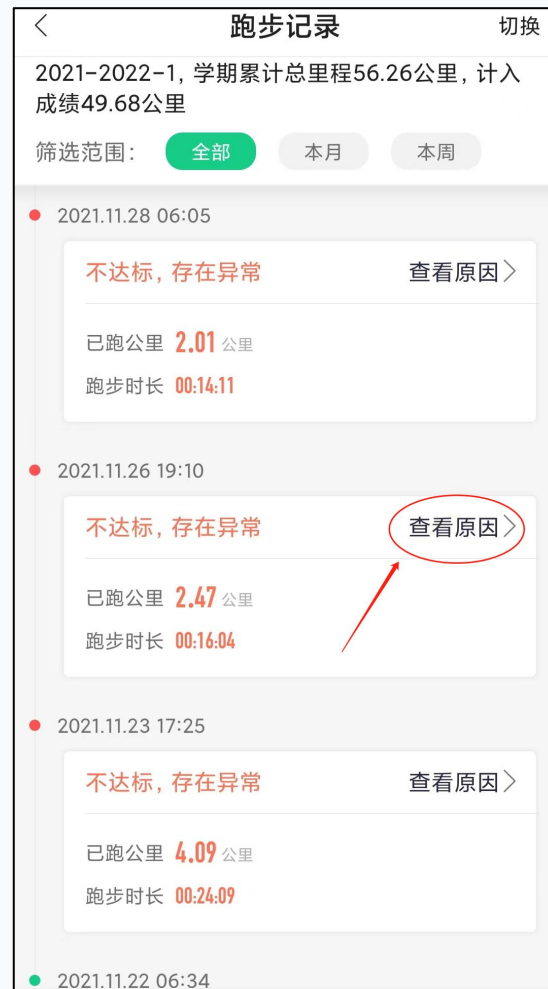 跑步记录 切换
2021-2022-1, 学期累计总里程56.26公里, 计入
成绩49.68公里
筛选范围: 全部 本月 本周
2021.11.28 06:05
不达标, 存在异常 查看原因
已跑公里 2.01 公里
跑步时长 00:14:11
2021.11.26 19:10
不达标, 存在异常 查看原因
已跑公里 2.47 公里
跑步时长 00:16:04
2021.11.23 17:25
不达标, 存在异常 查看原因
已跑公里 4.09 公里
跑步时长 00:24:09
2021.11.22 06:34